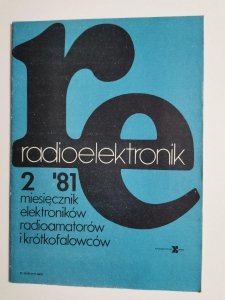 re
radioelektronik
2 '81
miesięcznik
elektroników
radioamatorów
i krótkofalowców